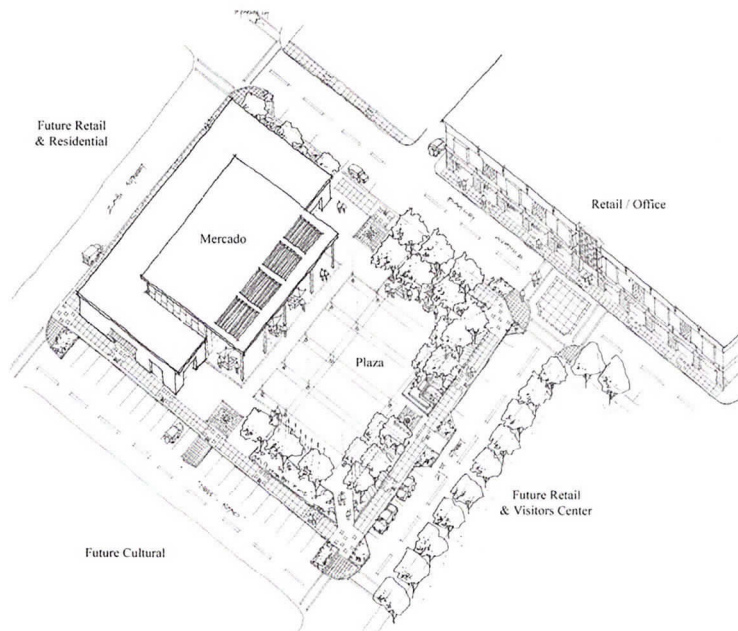 Future Retail
& Residential
Retail / Office
Mercado
Plaza
Future Retail
& Visitors Center
Future Cultural